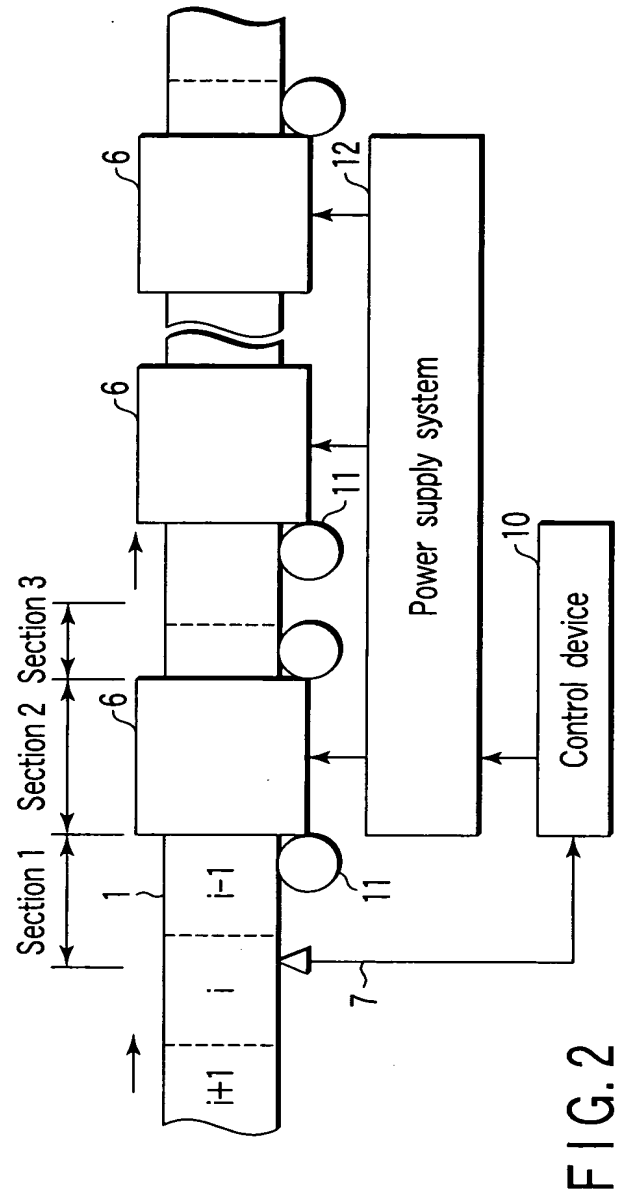 Section 1
Section 2
Section 3
1
6
6
6
i+1
i
i-1
11
11
7
12
Power supply system
10
Control device
FIG. 2